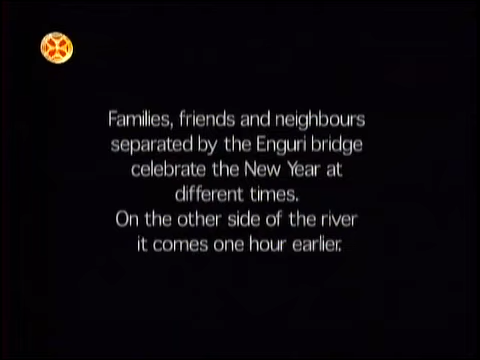 Families, friends and neighbours
separated by the Enguri bridge
celebrate the New Year at
different times.
On the other side of the river
it comes one hour earlier.